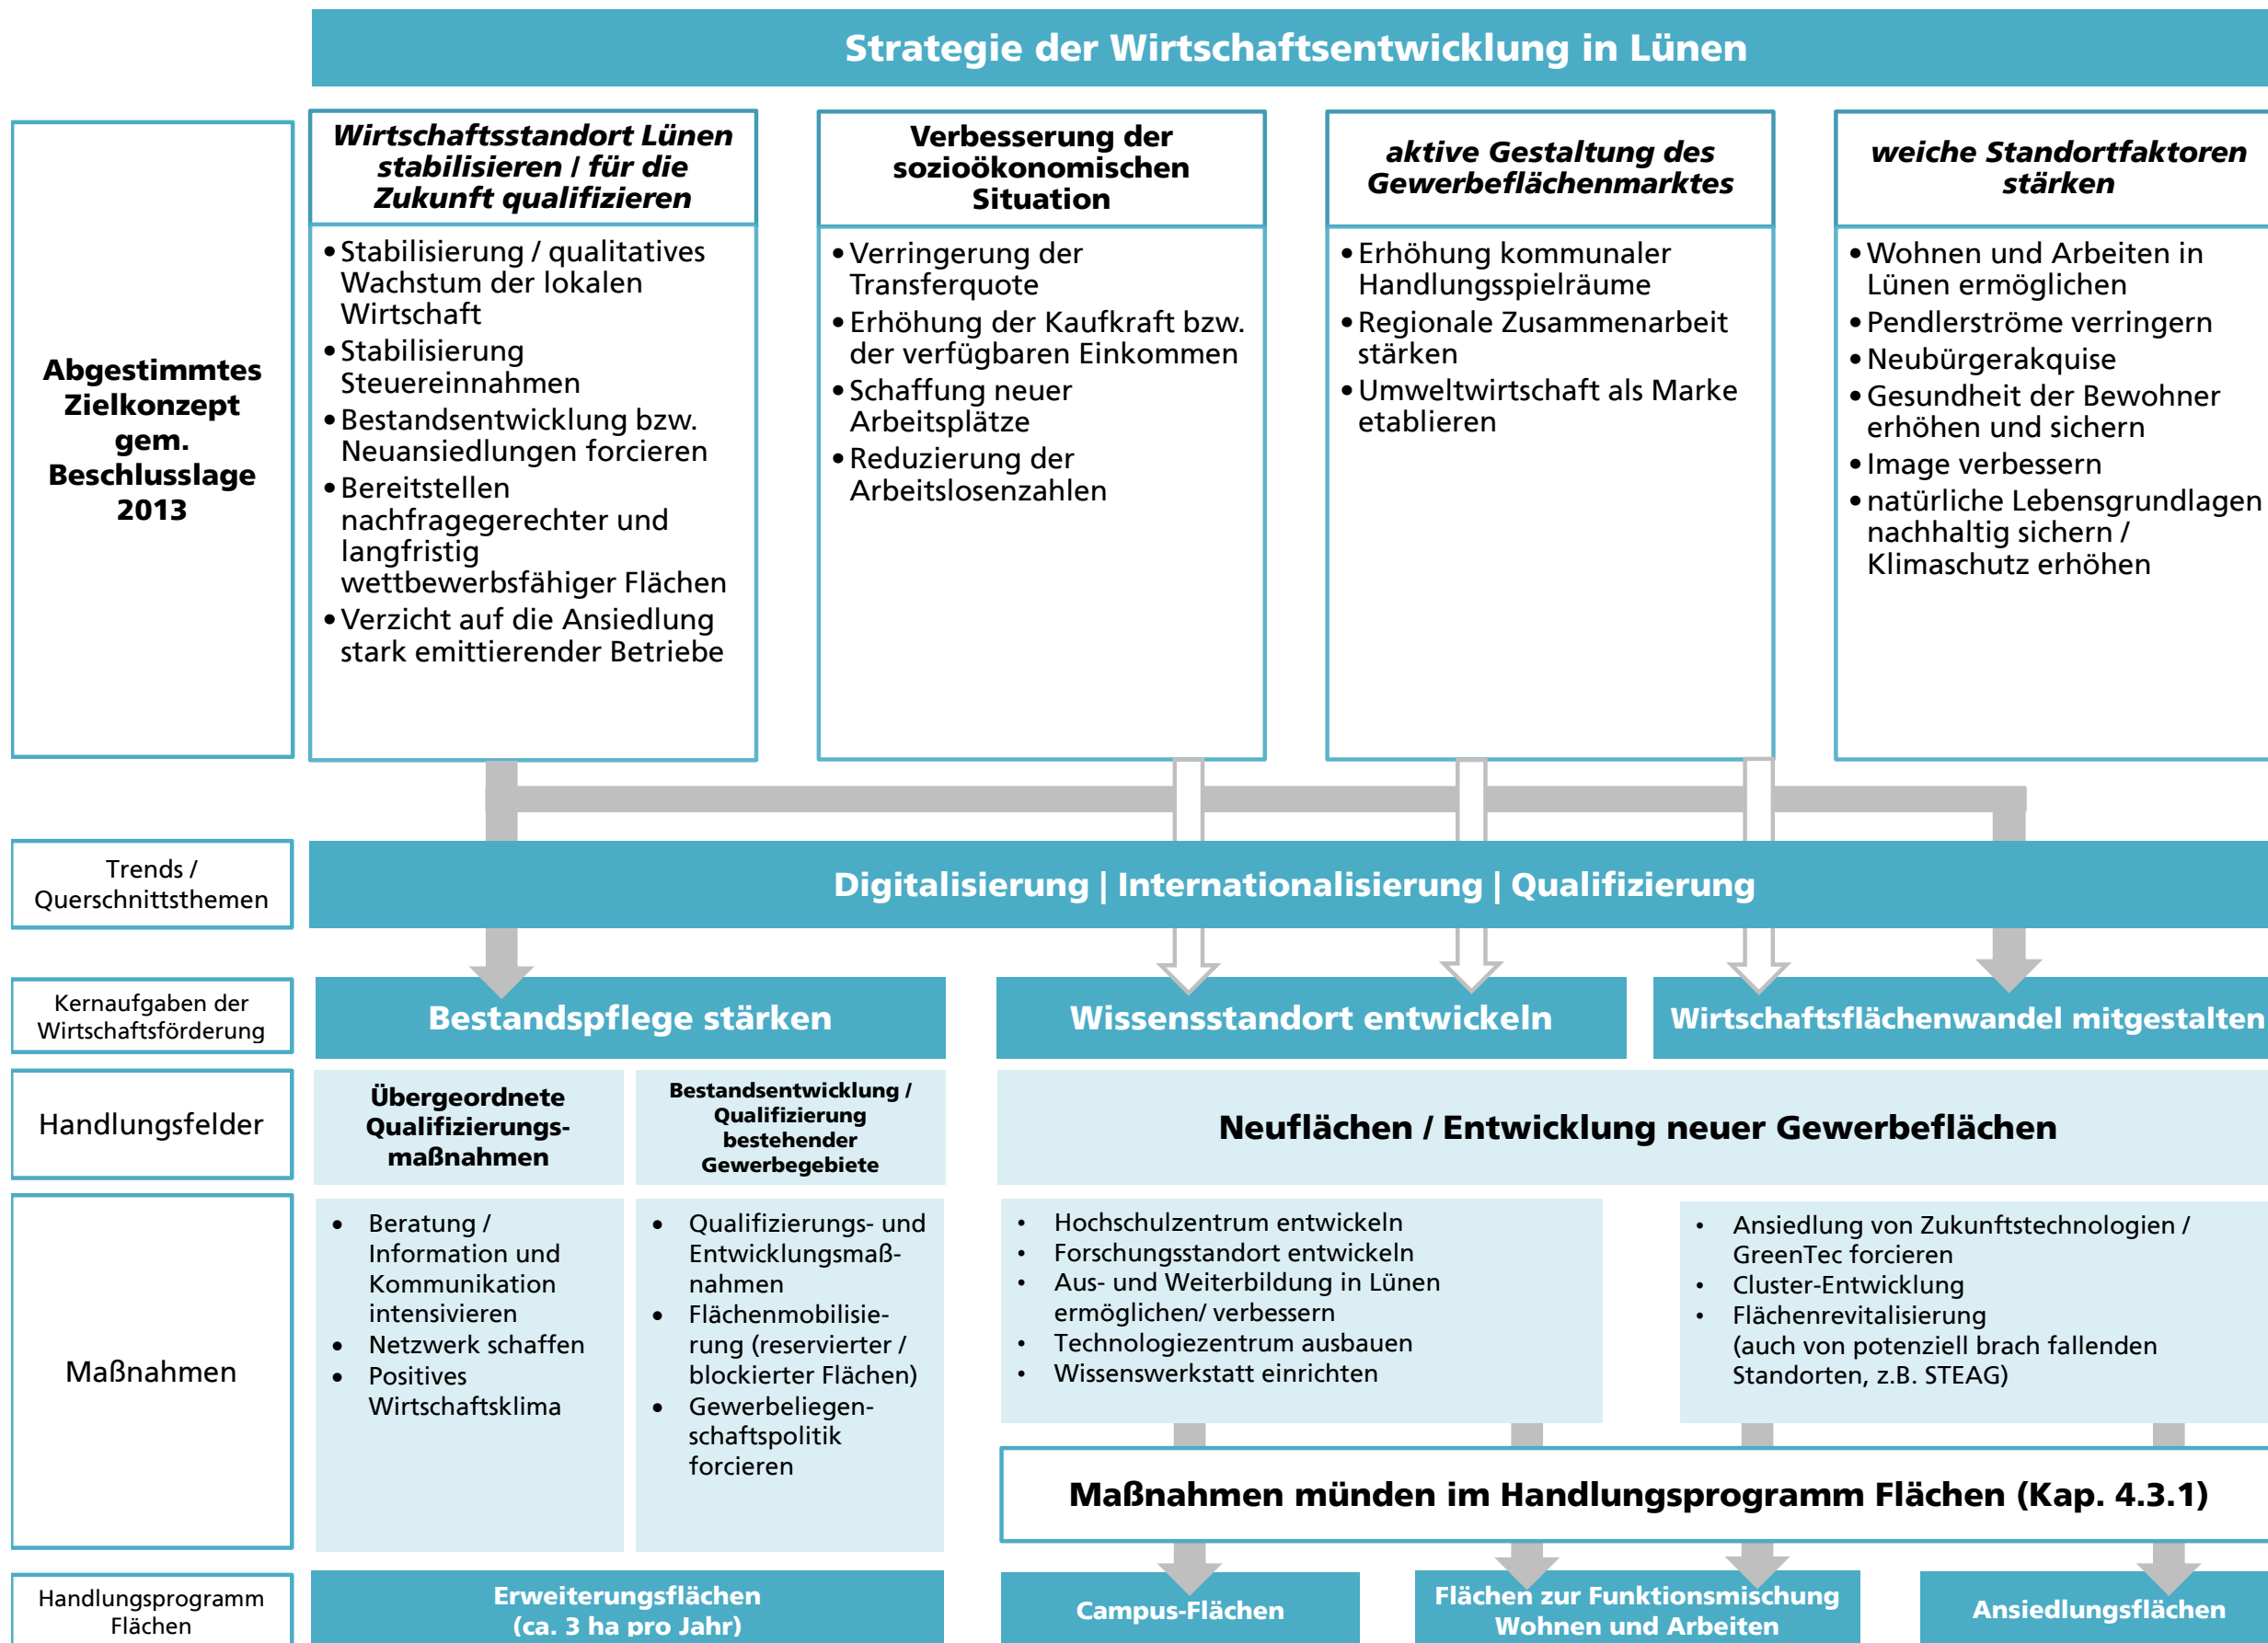 Strategie der Wirtschaftsentwicklung in Lünen
Abgestimmtes
Zielkonzept
gem.
Beschlusslage
2013
Wirtschaftsstandort Lünen
stabilisieren / für die
Zukunft qualifizieren
• Stabilisierung / qualitatives
Wachstum der lokalen
Wirtschaft
• Stabilisierung
Steuereinnahmen
• Bestandsentwicklung bzw.
Neuansiedlungen forcieren
• Bereitstellen
nachfragegerechter und
langfristig
wettbewerbsfähiger Flächen
• Verzicht auf die Ansiedlung
stark emittierender Betriebe
Verbesserung der
sozioökonomischen
Situation
• Verringerung der
Transferquote
• Erhöhung der Kaufkraft bzw.
der verfügbaren Einkommen
• Schaffung neuer
Arbeitsplätze
• Reduzierung der
Arbeitslosenzahlen
aktive Gestaltung des
Gewerbeflächenmarktes
• Erhöhung kommunaler
Handlungsspielräume
• Regionale Zusammenarbeit
stärken
• Umweltwirtschaft als Marke
etablieren
weiche Standortfaktoren
stärken
• Wohnen und Arbeiten in
Lünen ermöglichen
• Pendlerströme verringern
• Neubürgerakquise
• Gesundheit der Bewohner
erhöhen und sichern
• Image verbessern
• natürliche Lebensgrundlagen
nachhaltig sichern /
Klimaschutz erhöhen
Trends /
Querschnittsthemen
Digitalisierung | Internationalisierung | Qualifizierung
Kernaufgaben der
Wirtschaftsförderung
Bestandspflege stärken
Wissensstandort entwickeln
Wirtschaftsflächenwandel mitgestalten
Handlungsfelder
Übergeordnete
Qualifizierungs-
maßnahmen
Bestandsentwicklung /
Qualifizierung
bestehender
Gewerbegebiete
Neuflächen / Entwicklung neuer Gewerbeflächen
Maßnahmen
• Beratung /
Information und
Kommunikation
intensivieren
• Netzwerk schaffen
• Positives
Wirtschaftsklima
• Qualifizierungs- und
Entwicklungsmaß-
nahmen
• Flächenmobilisie-
rung (reservierter /
blockierter Flächen)
• Gewerbeliegen-
schaftspolitik
forcieren
• Hochschulzentrum entwickeln
• Forschungsstandort entwickeln
• Aus- und Weiterbildung in Lünen
ermöglichen/ verbessern
• Technologiezentrum ausbauen
• Wissenswerkstatt einrichten
• Ansiedlung von Zukunftstechnologien /
GreenTec forcieren
• Cluster-Entwicklung
• Flächenrevitalisierung
(auch von potenziell brach fallenden
Standorten, z.B. STEAG)
Maßnahmen münden im Handlungsprogramm Flächen (Kap. 4.3.1)
Handlungsprogramm
Flächen
Erweiterungsflächen
(ca. 3 ha pro Jahr)
Campus-Flächen
Flächen zur Funktionsmischung
Wohnen und Arbeiten
Ansiedlungsflächen